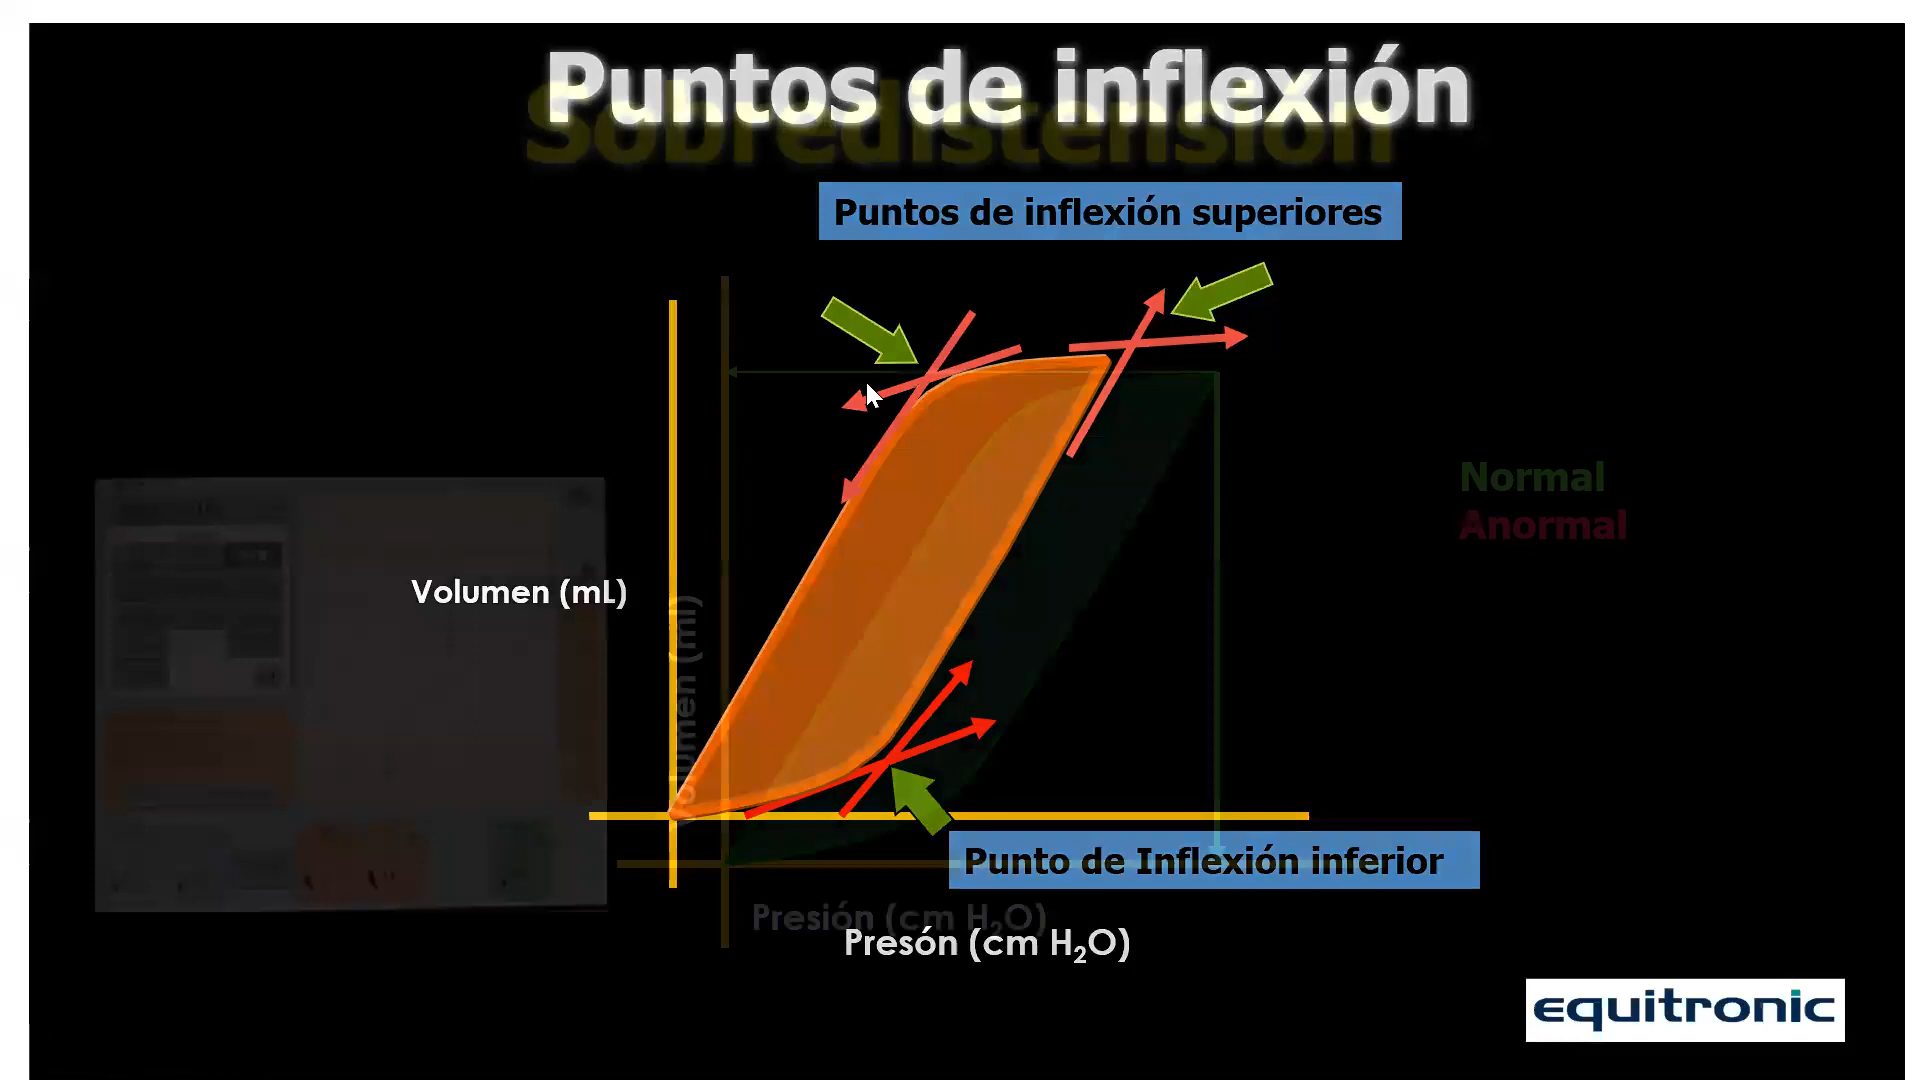 Puntos de inflexión
Sobredistensión
Puntos de inflexión superiores
Normal
Anormal
Volumen (mL)
Volumen (ml)
Punto de Inflexión inferior
Presión (cm H₂O)
Presón (cm H₂O)
equitronic